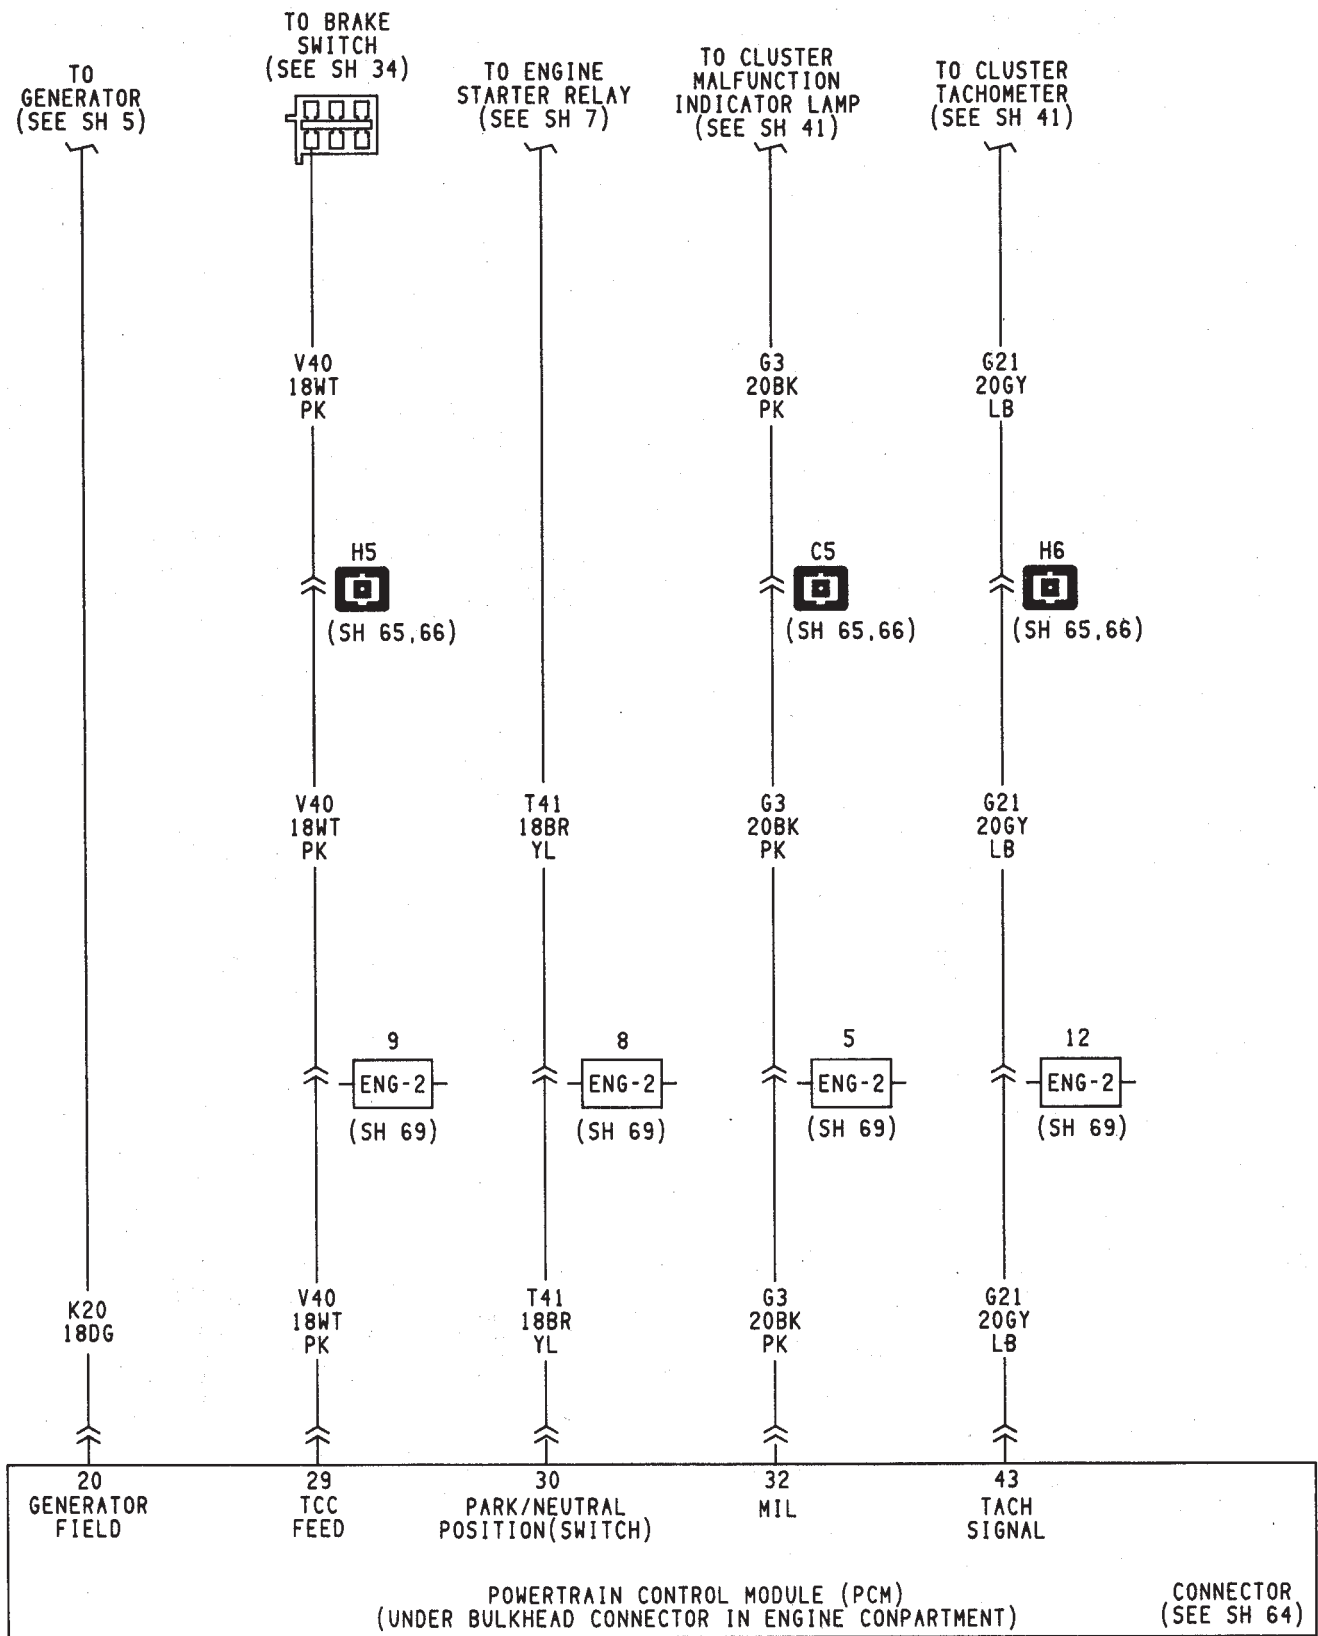 TO
GENERATOR
(SEE SH 5)
TO BRAKE
SWITCH
(SEE SH 34)
TO ENGINE
STARTER RELAY
(SEE SH 7)
TO CLUSTER
MALFUNCTION
INDICATOR LAMP
(SEE SH 41)
TO CLUSTER
TACHOMETER
(SEE SH 41)
V40
18WT
PK
G3
20BK
PK
G21
20GY
LB
H5
(SH 65,66)
C5
(SH 65,66)
H6
(SH 65,66)
V40
18WT
PK
T41
18BR
YL
G3
20BK
PK
G21
20GY
LB
9
ENG-2
(SH 69)
8
ENG-2
(SH 69)
5
ENG-2
(SH 69)
12
ENG-2
(SH 69)
K20
18DG
V40
18WT
PK
T41
18BR
YL
G3
20BK
PK
G21
20GY
LB
20
GENERATOR
FIELD
29
TCC
FEED
30
PARK/NEUTRAL
POSITION(SWITCH)
32
MIL
43
TACH
SIGNAL
POWERTRAIN CONTROL MODULE (PCM)
(UNDER BULKHEAD CONNECTOR IN ENGINE CONPARTMENT)
CONNECTOR
(SEE SH 64)